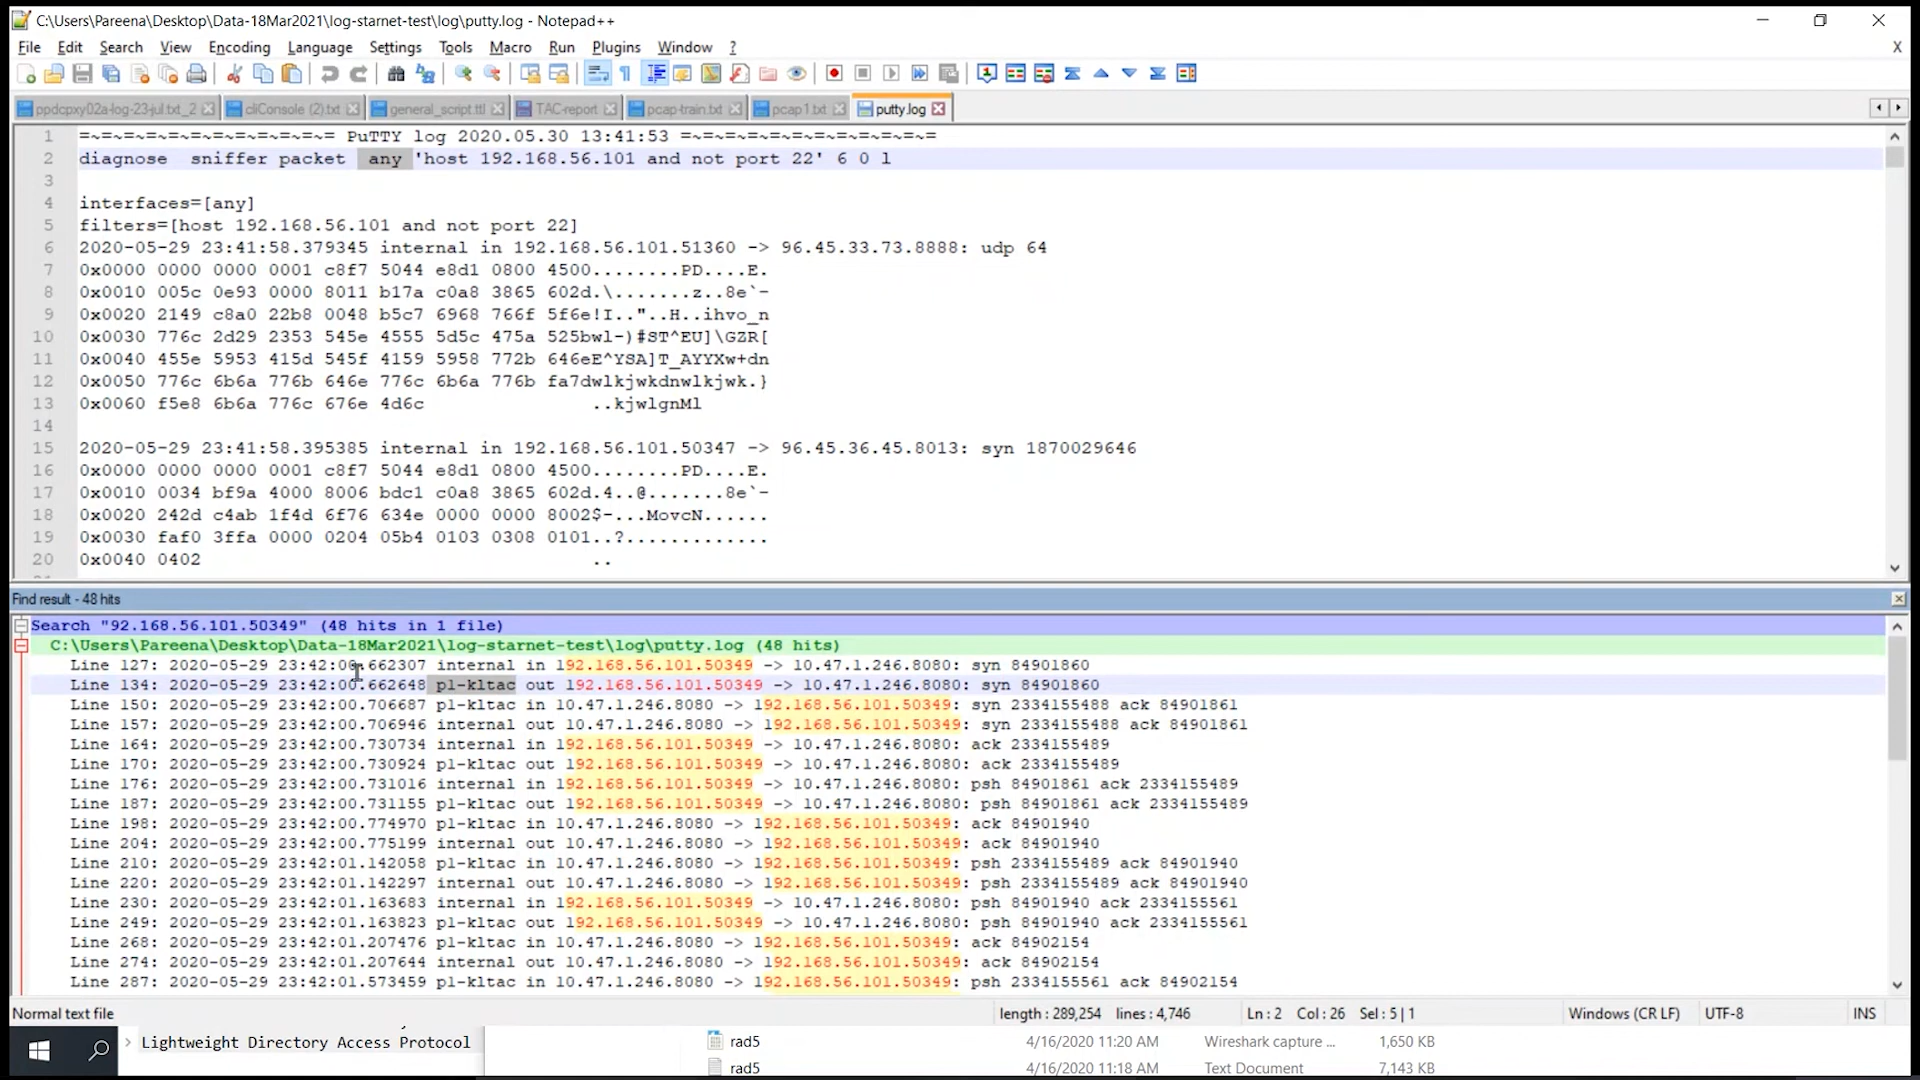 C:\Users\Pareena\Desktop\Data-18Mar2021\log-starnet-test\log\putty.log - Notepad++
File Edit Search View Encoding Language Settings Tools Macro Run Plugins Window ? X
ppdcpxy02a-log-23-jul.txt_2 cliConsole (2).txt general_script.ttl TAC-report pcap-train.txt pcap1.txt putty.log
1 =~=~=~=~=~=~=~=~=~=~=~= PuTTY log 2020.05.30 13:41:53 =~=~=~=~=~=~=~=~=~=~=~=
2 diagnose  sniffer packet  any 'host 192.168.56.101 and not port 22' 6 0 l
3
4 interfaces=[any]
5 filters=[host 192.168.56.101 and not port 22]
6 2020-05-29 23:41:58.379345 internal in 192.168.56.101.51360 -> 96.45.33.73.8888: udp 64
7 0x0000 0000 0000 0001 c8f7 5044 e8d1 0800 4500........PD....E.
8 0x0010 005c 0e93 0000 8011 b17a c0a8 3865 602d.\.......z..8e`-
9 0x0020 2149 c8a0 22b8 0048 b5c7 6968 766f 5f6e!I.."..H..ihvo_n
10 0x0030 776c 2d29 2353 545e 4555 5d5c 475a 525bwl-)#ST^EU]\GZR[
11 0x0040 455e 5953 415d 545f 4159 5958 772b 646eE^YSA]T_AYYXw+dn
12 0x0050 776c 6b6a 776b 646e 776c 6b6a 776b fa7dwlkjwkdnwlkjwk.}
13 0x0060 f5e8 6b6a 776c 676e 4d6c ..kjwlgnMl
14
15 2020-05-29 23:41:58.395385 internal in 192.168.56.101.50347 -> 96.45.36.45.8013: syn 1870029646
16 0x0000 0000 0000 0001 c8f7 5044 e8d1 0800 4500........PD....E.
17 0x0010 0034 bf9a 4000 8006 bdc1 c0a8 3865 602d.4..@.......8e`-
18 0x0020 242d c4ab 1f4d 6f76 634e 0000 0000 8002$-...MovcN......
19 0x0030 faf0 3ffa 0000 0204 05b4 0103 0308 0101..?.............
20 0x0040 0402 ..
Find result - 48 hits
Search "92.168.56.101.50349" (48 hits in 1 file)
C:\Users\Pareena\Desktop\Data-18Mar2021\log-starnet-test\log\putty.log (48 hits)
Line 127: 2020-05-29 23:42:00.662307 internal in 192.168.56.101.50349 -> 10.47.1.246.8080: syn 84901860
Line 134: 2020-05-29 23:42:00.662648 pl-kltac out 192.168.56.101.50349 -> 10.47.1.246.8080: syn 84901860
Line 150: 2020-05-29 23:42:00.706687 pl-kltac in 10.47.1.246.8080 -> 192.168.56.101.50349: syn 2334155488 ack 84901861
Line 157: 2020-05-29 23:42:00.706946 internal out 10.47.1.246.8080 -> 192.168.56.101.50349: syn 2334155488 ack 84901861
Line 164: 2020-05-29 23:42:00.730734 internal in 192.168.56.101.50349 -> 10.47.1.246.8080: ack 2334155489
Line 170: 2020-05-29 23:42:00.730924 pl-kltac out 192.168.56.101.50349 -> 10.47.1.246.8080: ack 2334155489
Line 176: 2020-05-29 23:42:00.731016 internal in 192.168.56.101.50349 -> 10.47.1.246.8080: psh 84901861 ack 2334155489
Line 187: 2020-05-29 23:42:00.731155 pl-kltac out 192.168.56.101.50349 -> 10.47.1.246.8080: psh 84901861 ack 2334155489
Line 198: 2020-05-29 23:42:00.774970 pl-kltac in 10.47.1.246.8080 -> 192.168.56.101.50349: ack 84901940
Line 204: 2020-05-29 23:42:00.775199 internal out 10.47.1.246.8080 -> 192.168.56.101.50349: ack 84901940
Line 210: 2020-05-29 23:42:01.142058 pl-kltac in 10.47.1.246.8080 -> 192.168.56.101.50349: psh 2334155489 ack 84901940
Line 220: 2020-05-29 23:42:01.142297 internal out 10.47.1.246.8080 -> 192.168.56.101.50349: psh 2334155489 ack 84901940
Line 230: 2020-05-29 23:42:01.163683 internal in 192.168.56.101.50349 -> 10.47.1.246.8080: psh 84901940 ack 2334155561
Line 249: 2020-05-29 23:42:01.163823 pl-kltac out 192.168.56.101.50349 -> 10.47.1.246.8080: psh 84901940 ack 2334155561
Line 268: 2020-05-29 23:42:01.207476 pl-kltac in 10.47.1.246.8080 -> 192.168.56.101.50349: ack 84902154
Line 274: 2020-05-29 23:42:01.207644 internal out 10.47.1.246.8080 -> 192.168.56.101.50349: ack 84902154
Line 287: 2020-05-29 23:42:01.573459 pl-kltac in 10.47.1.246.8080 -> 192.168.56.101.50349: psh 2334155561 ack 84902154
Normal text file length : 289,254 lines : 4,746 Ln : 2 Col : 26 Sel : 5 | 1 Windows (CR LF) UTF-8 INS
Lightweight Directory Access Protocol rad5 4/16/2020 11:20 AM Wireshark capture ... 1,650 KB
rad5 4/16/2020 11:18 AM Text Document 7,143 KB